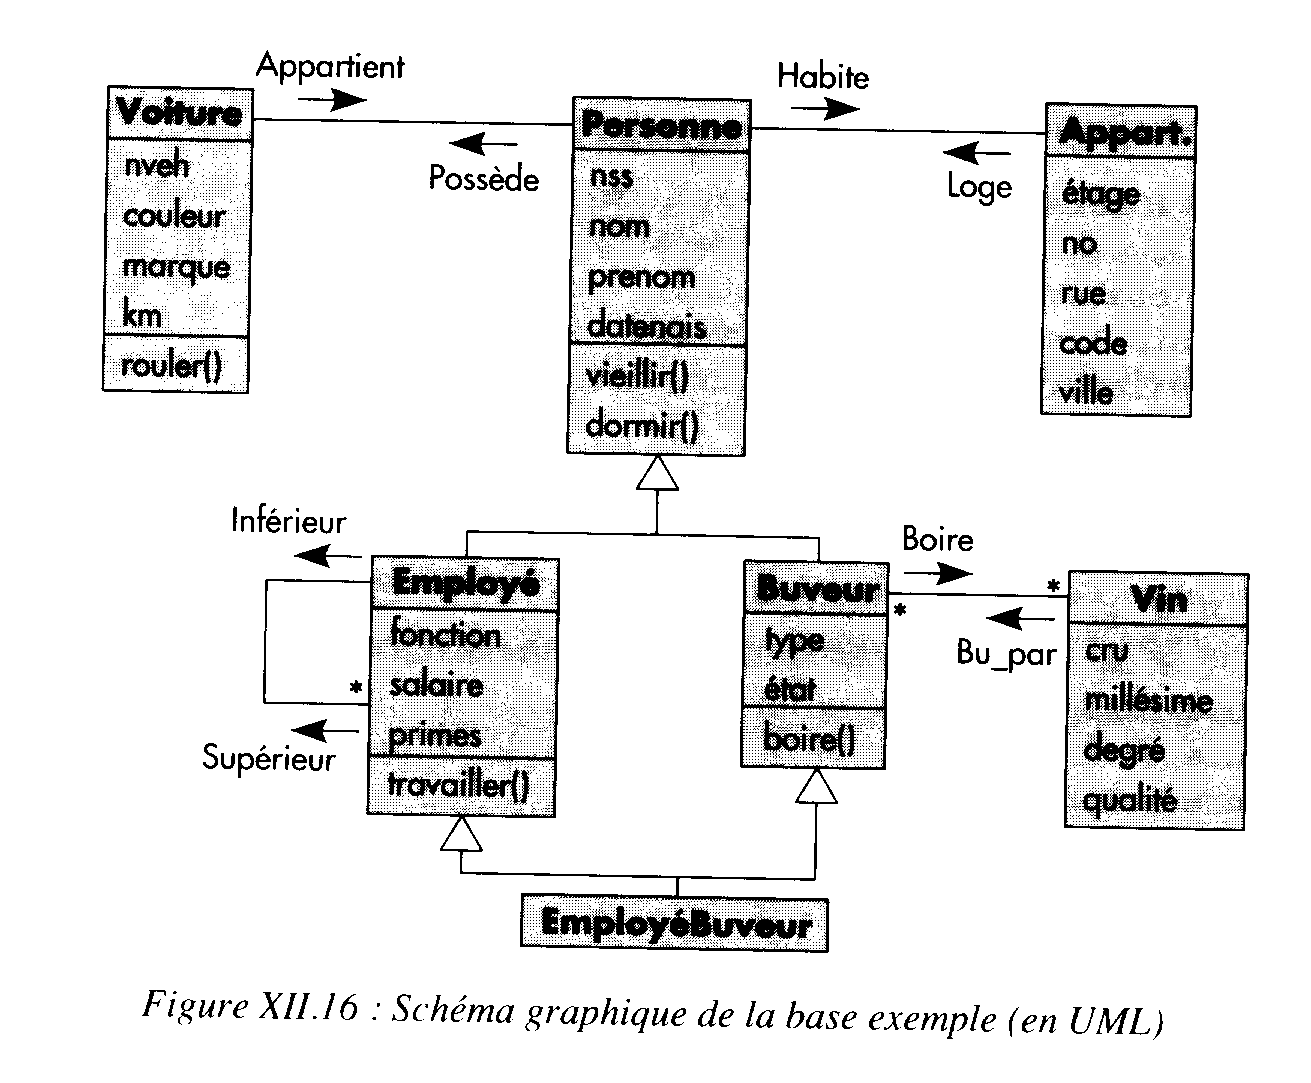 Appartient
Habite
Voiture
nveh
couleur
marque
km
rouler()
Possède
Personne
nss
nom
prenom
datenais
vieillir()
dormir()
Loge
Appart.
étage
no
rue
code
ville
Inférieur
Employé
fonction
salaire
primes
travailler()
*
Supérieur
Boire
Buveur
type
état
boire()
*
*
Bu_par
Vin
cru
millésime
degré
qualité
EmployéBuveur
Figure XII.16 : Schéma graphique de la base exemple (en UML)